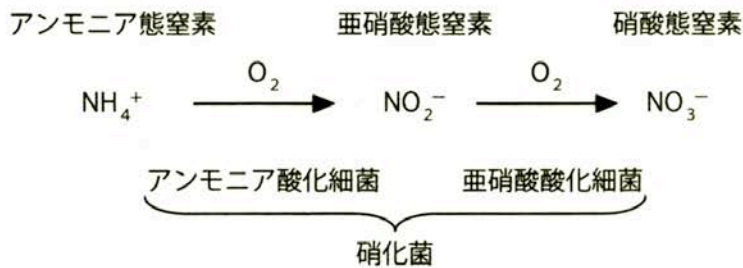 アンモニア態窒素 亜硝酸態窒素 硝酸態窒素
O₂ O₂
NH₄⁺ NO₂⁻ NO₃⁻
アンモニア酸化細菌 亜硝酸酸化細菌
硝化菌